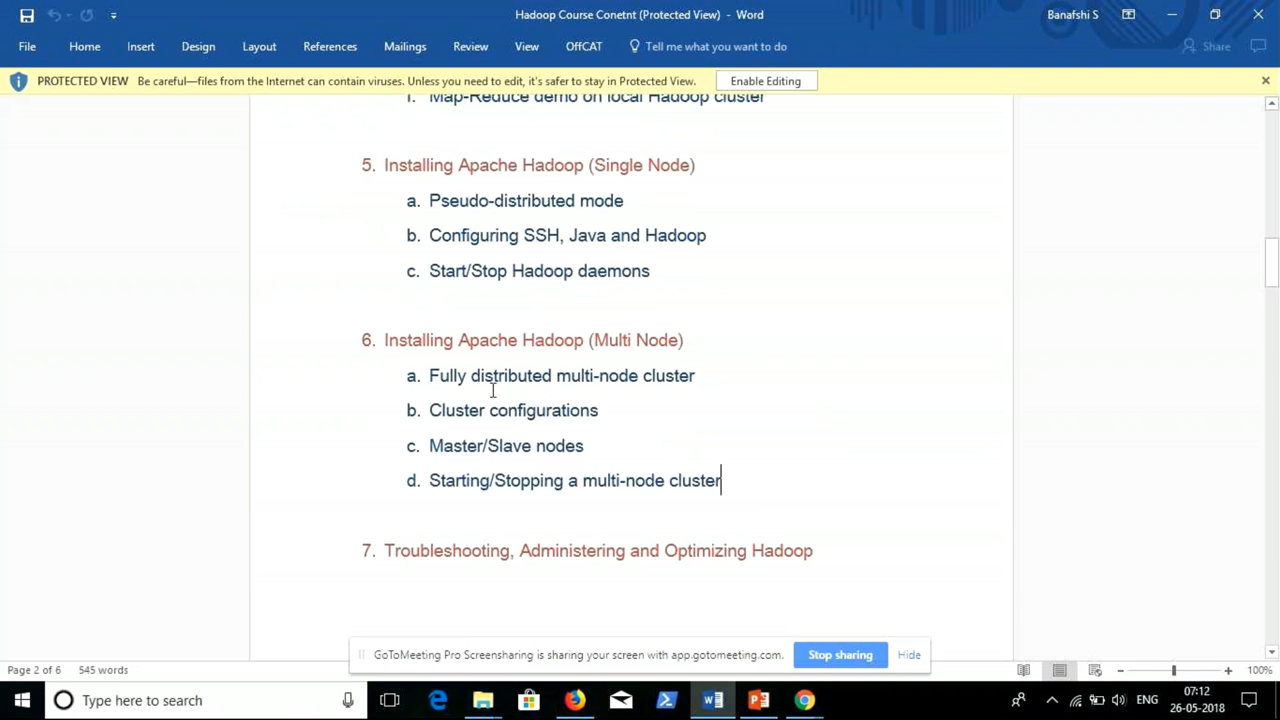 Hadoop Course Conetnt (Protected View) - Word
Banafshi S
File Home Insert Design Layout References Mailings Review View OffCAT Tell me what you want to do Share
PROTECTED VIEW Be careful—files from the Internet can contain viruses. Unless you need to edit, it's safer to stay in Protected View. Enable Editing
f. Map-Reduce demo on local Hadoop cluster
5. Installing Apache Hadoop (Single Node)
a. Pseudo-distributed mode
b. Configuring SSH, Java and Hadoop
c. Start/Stop Hadoop daemons
6. Installing Apache Hadoop (Multi Node)
a. Fully distributed multi-node cluster
b. Cluster configurations
c. Master/Slave nodes
d. Starting/Stopping a multi-node cluster
7. Troubleshooting, Administering and Optimizing Hadoop
GoToMeeting Pro Screensharing is sharing your screen with app.gotomeeting.com. Stop sharing Hide
Page 2 of 6 545 words 100%
Type here to search
ENG
07:12
26-05-2018